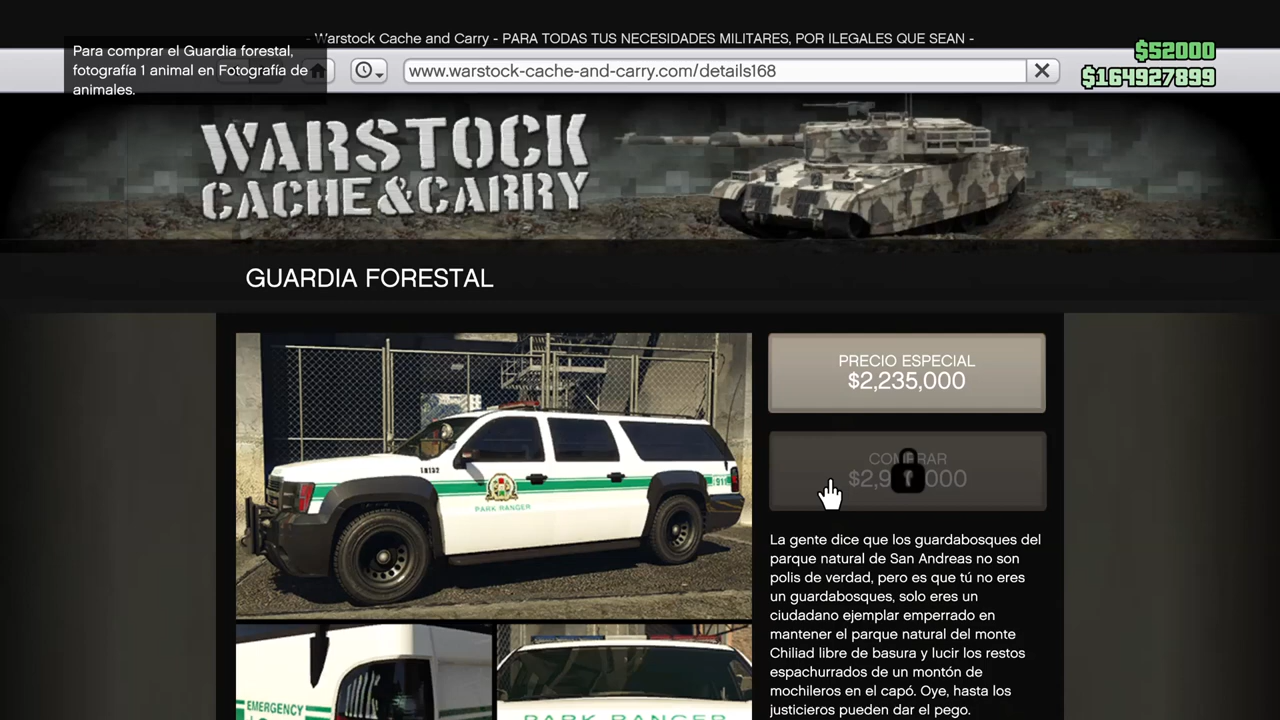 - Warstock Cache and Carry - PARA TODAS TUS NECESIDADES MILITARES, POR ILEGALES QUE SEAN -
Para comprar el Guardia forestal,
fotografía 1 animal en Fotografía de
animales.
www.warstock-cache-and-carry.com/details168
$52000
$164927899
WARSTOCK
CACHE & CARRY
GUARDIA FORESTAL
PRECIO ESPECIAL
$2,235,000
COMPRAR
18132
PARK RANGER
La gente dice que los guardabosques del
parque natural de San Andreas no son
polis de verdad, pero es que tú no eres
un guardabosques, solo eres un
ciudadano ejemplar emperrado en
mantener el parque natural del monte
Chiliad libre de basura y lucir los restos
espachurrados de un montón de
mochileros en el capó. Oye, hasta los
justicieros pueden dar el pego.
EMERGENCY
PARK RANGER